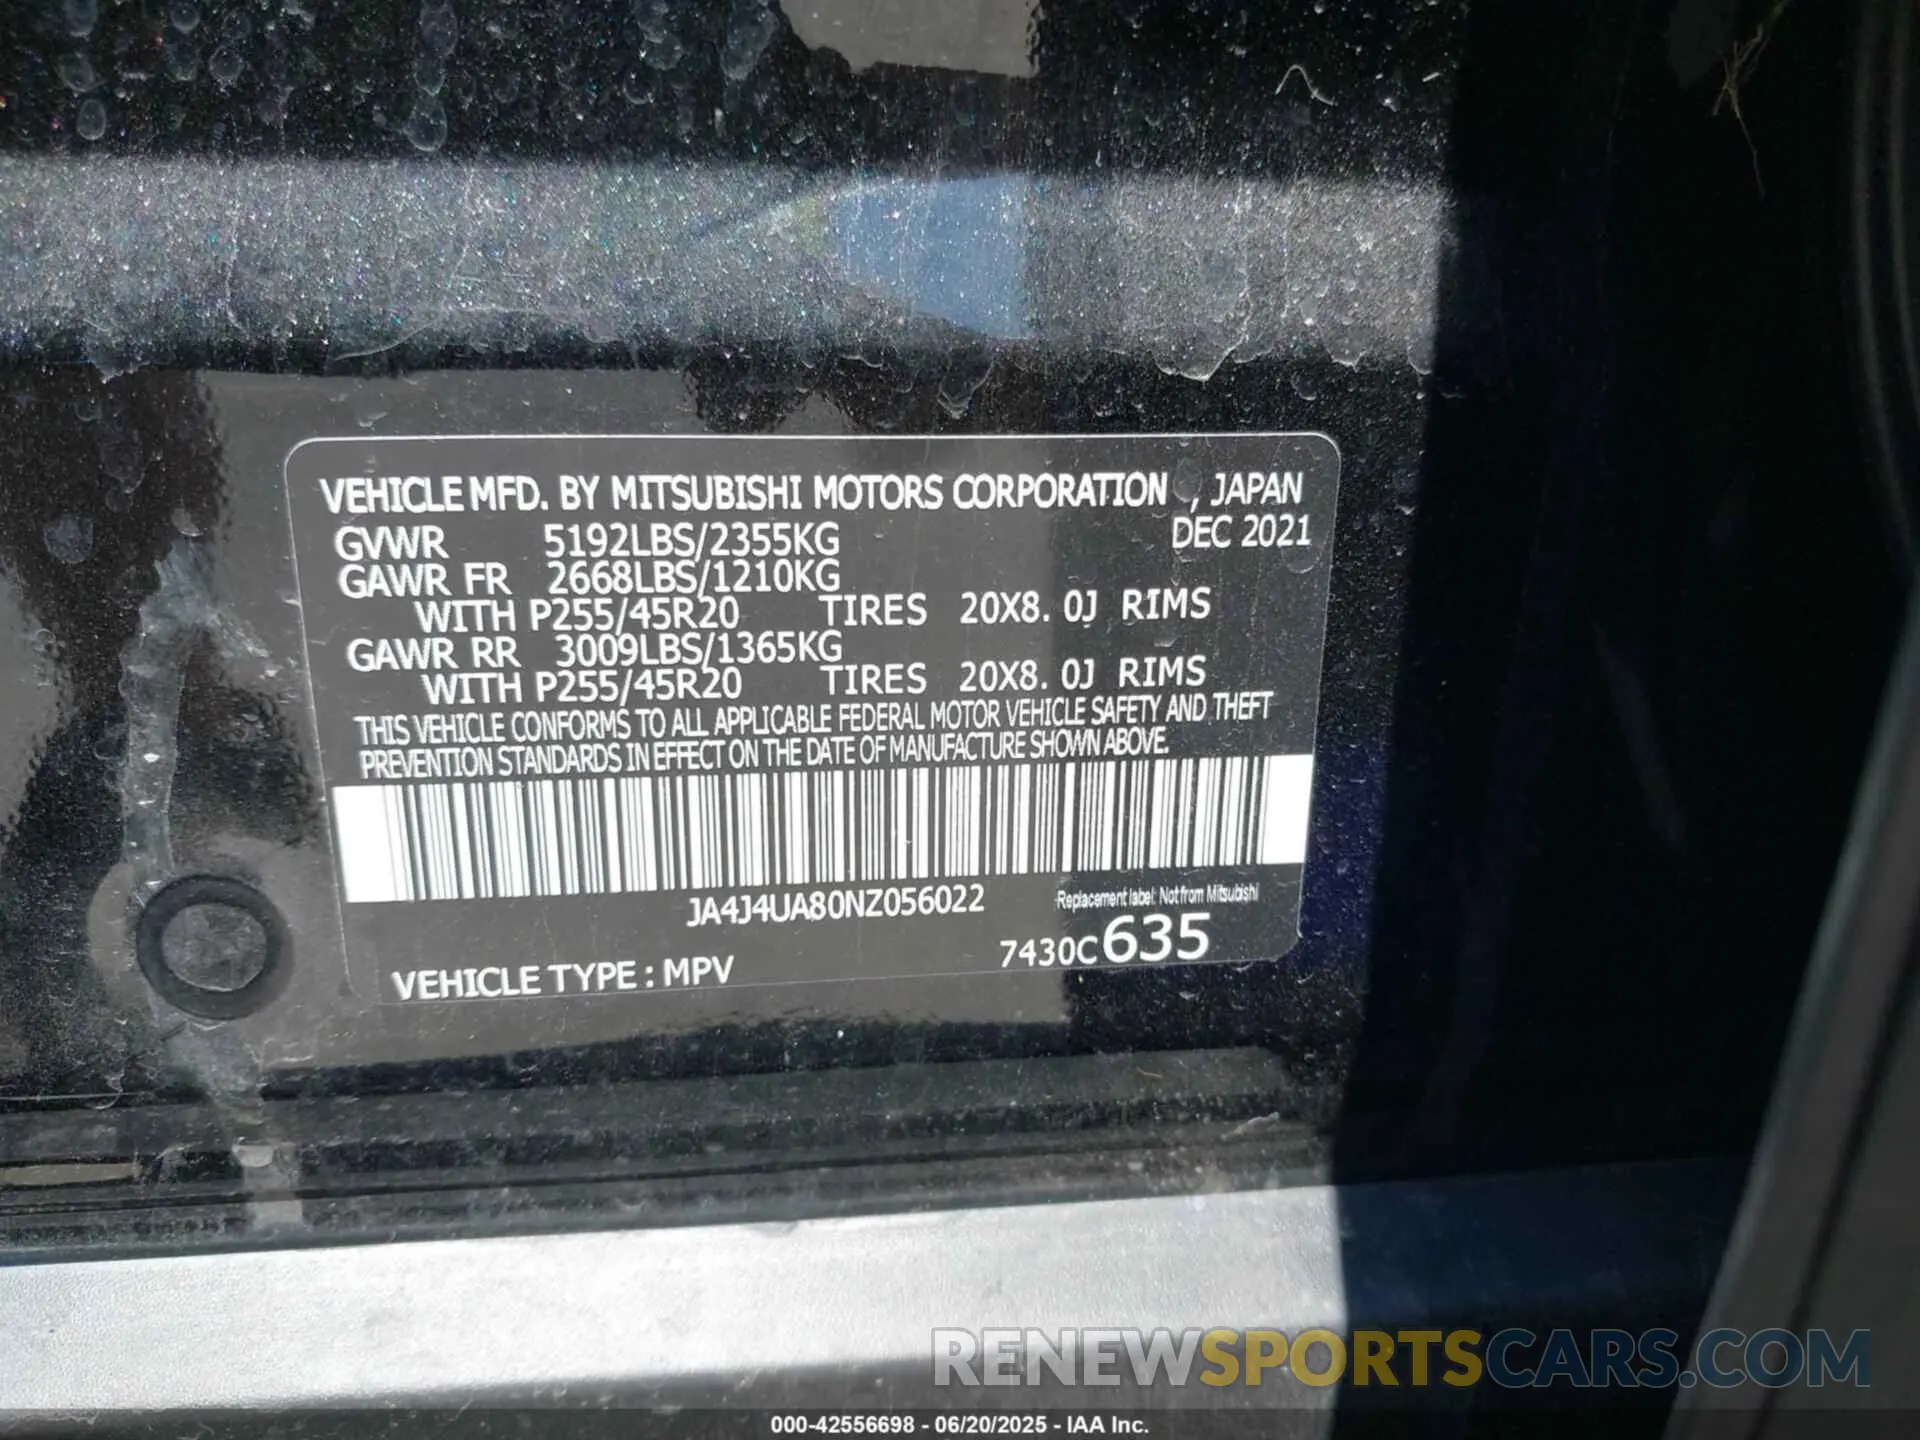 VEHICLE MFD. BY MITSUBISHI MOTORS CORPORATION , JAPAN
GVWR 5192LBS/2355KG DEC 2021
GAWR FR 2668LBS/1210KG
WITH P255/45R20 TIRES 20X8. 0J RIMS
GAWR RR 3009LBS/1365KG
WITH P255/45R20 TIRES 20X8. 0J RIMS
THIS VEHICLE CONFORMS TO ALL APPLICABLE FEDERAL MOTOR VEHICLE SAFETY AND THEFT
PREVENTION STANDARDS IN EFFECT ON THE DATE OF MANUFACTURE SHOWN ABOVE.
JA4J4UA80NZ056022 Replacement label: Not from Mitsubishi
7430C635
VEHICLE TYPE : MPV
RENEWSPORTSCARS.COM
000-42556698 - 06/20/2025 - IAA Inc.